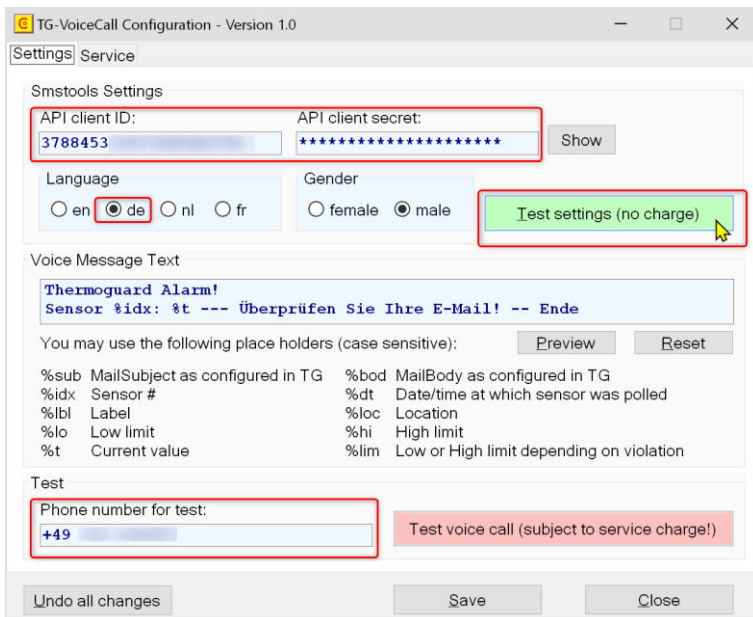 TG-VoiceCall Configuration - Version 1.0
Settings Service
Smstools Settings
API client ID: API client secret:
3788453 ********************* Show
Language Gender
en de nl fr female male Test settings (no charge)
Voice Message Text
Thermoguard Alarm!
Sensor %idx: %t --- Überprüfen Sie Ihre E-Mail! -- Ende
You may use the following place holders (case sensitive): Preview Reset
%sub MailSubject as configured in TG %bod MailBody as configured in TG
%idx Sensor # %dt Date/time at which sensor was polled
%lbl Label %loc Location
%lo Low limit %hi High limit
%t Current value %lim Low or High limit depending on violation
Test
Phone number for test:
+49 Test voice call (subject to service charge!)
Undo all changes Save Close